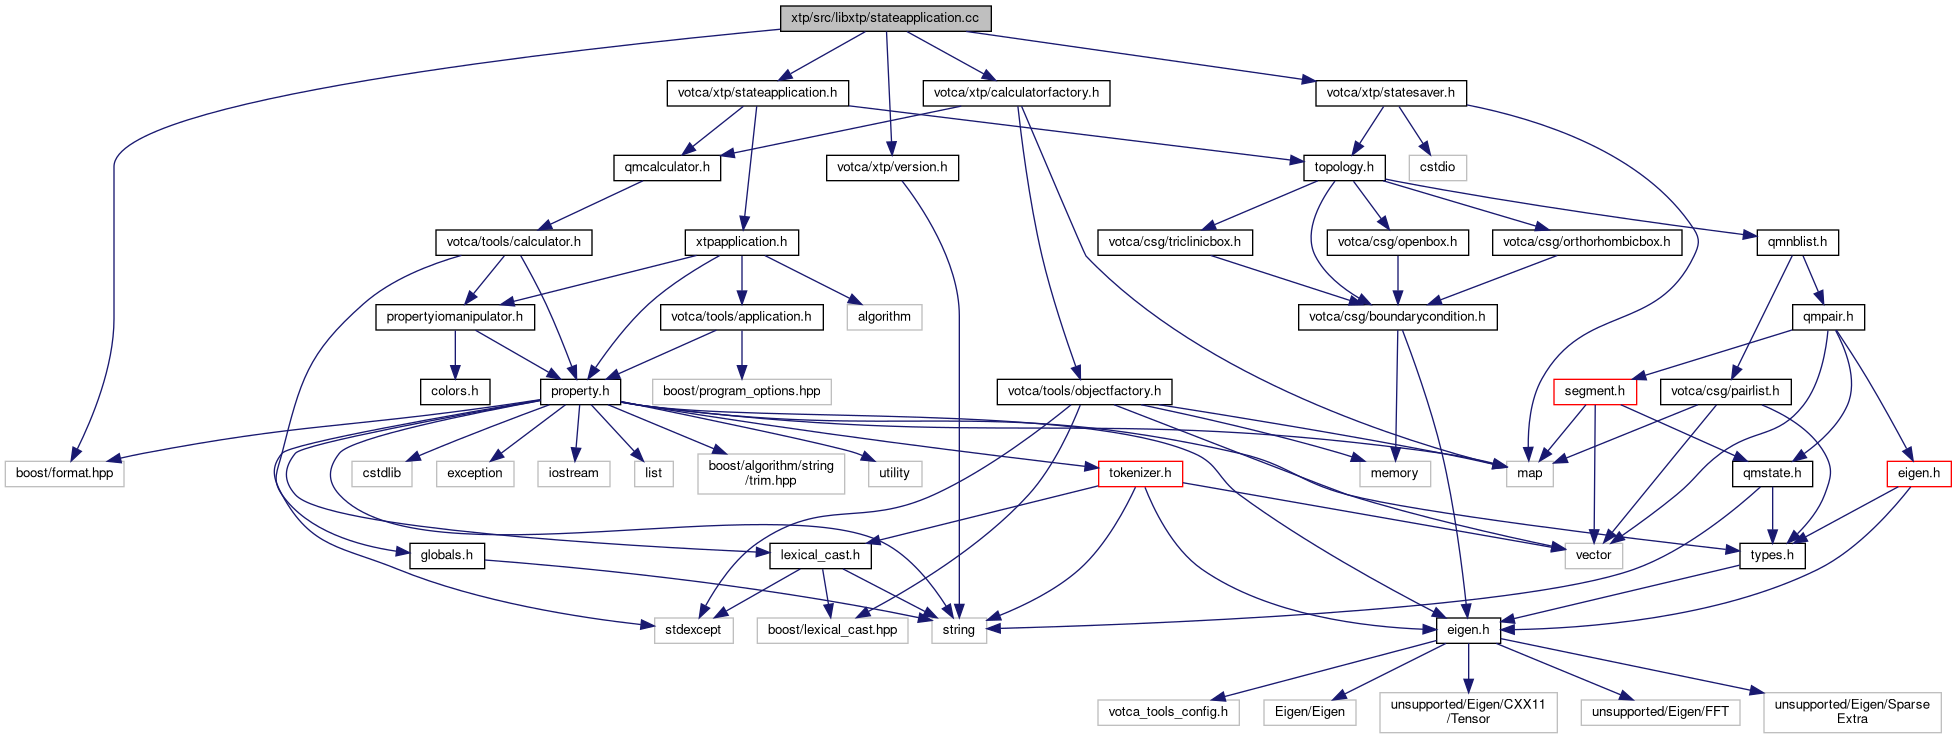 xtp/src/libxtp/stateapplication.cc
votca/xtp/stateapplication.h
votca/xtp/calculatorfactory.h
votca/xtp/statesaver.h
qmcalculator.h
votca/xtp/version.h
topology.h
cstdio
votca/tools/calculator.h
xtpapplication.h
votca/csg/triclinicbox.h
votca/csg/openbox.h
votca/csg/orthorhombicbox.h
qmnblist.h
propertyiomanipulator.h
votca/tools/application.h
algorithm
votca/csg/boundarycondition.h
qmpair.h
colors.h
property.h
boost/program_options.hpp
votca/tools/objectfactory.h
segment.h
votca/csg/pairlist.h
boost/format.hpp
cstdlib
exception
iostream
list
boost/algorithm/string
/trim.hpp
utility
tokenizer.h
memory
map
qmstate.h
eigen.h
globals.h
lexical_cast.h
vector
types.h
stdexcept
boost/lexical_cast.hpp
string
eigen.h
votca_tools_config.h
Eigen/Eigen
unsupported/Eigen/CXX11
/Tensor
unsupported/Eigen/FFT
unsupported/Eigen/Sparse
Extra